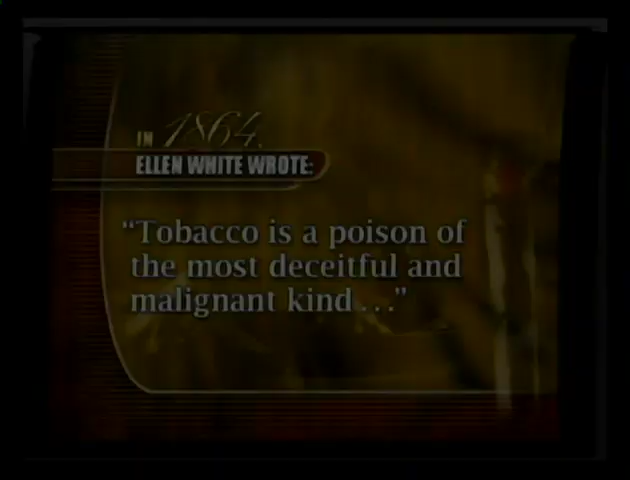 IN 1864,
ELLEN WHITE WROTE:
"Tobacco is a poison of
the most deceitful and
malignant kind . . ."